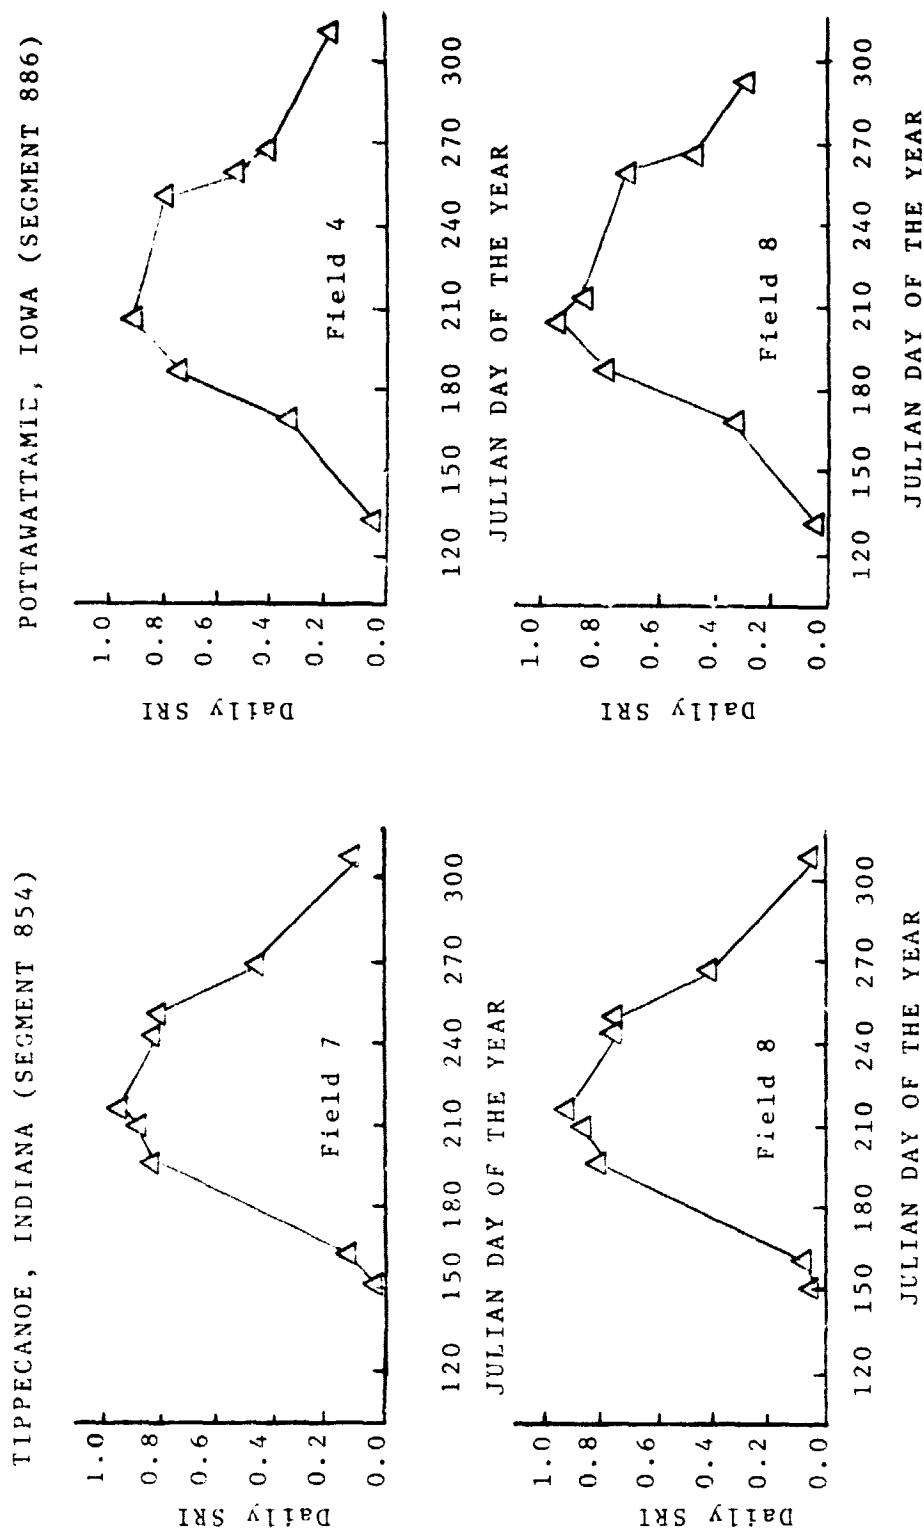 TIPPECANOE, INDIANA (SEGMENT 854)
Daily SRI
1.0
0.8
0.6
0.4
0.2
0.0
Field 7
120 150 180 210 240 270 300
JULIAN DAY OF THE YEAR
Daily SRI
1.0
0.8
0.6
0.4
0.2
0.0
Field 8
120 150 180 210 240 270 300
JULIAN DAY OF THE YEAR
POTTAWATTAMIE, IOWA (SEGMENT 886)
Daily SRI
1.0
0.8
0.6
0.4
0.2
0.0
Field 4
120 150 180 210 240 270 300
JULIAN DAY OF THE YEAR
Daily SRI
1.0
0.8
0.6
0.4
0.2
0.0
Field 8
120 150 180 210 240 270 300
JULIAN DAY OF THE YEAR